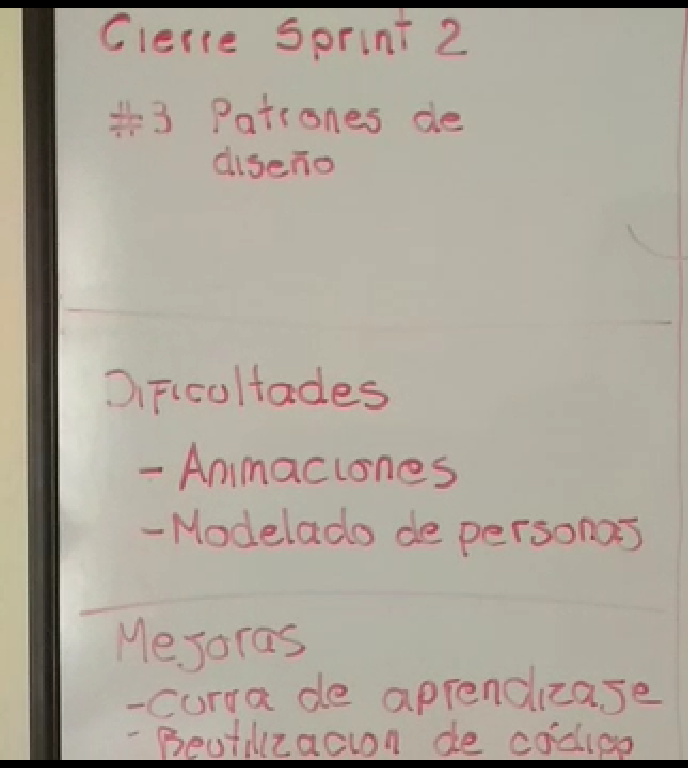 Cierre Sprint 2
#3 Patrones de
diseño
Dificultades
- Animaciones
- Modelado de personas
Mejoras
- Curva de aprendizaje
- Reutilizacion de código